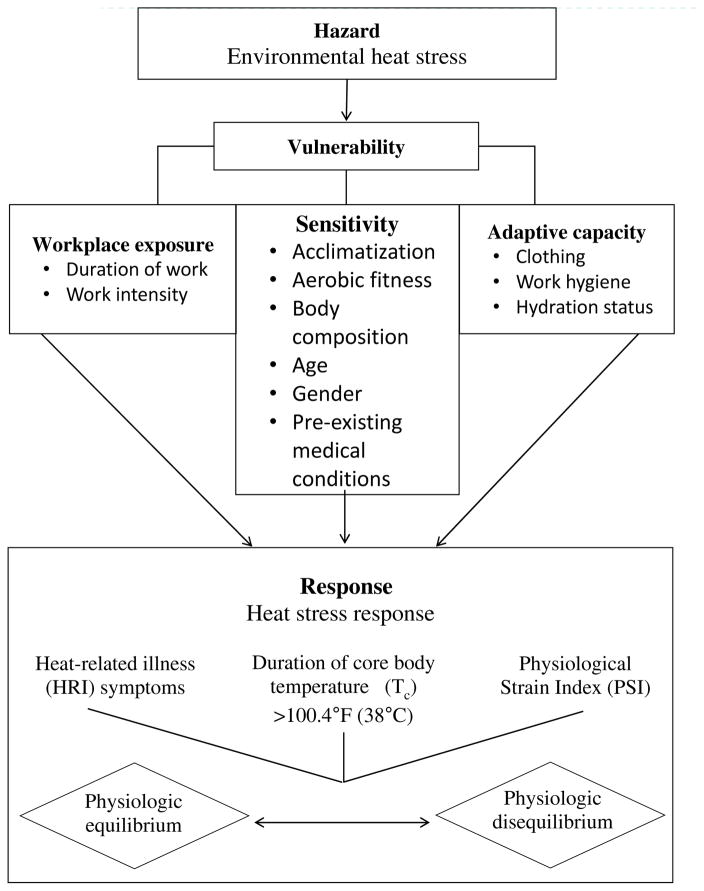 Hazard
Environmental heat stress
Vulnerability
Workplace exposure
• Duration of work
• Work intensity
Sensitivity
• Acclimatization
• Aerobic fitness
• Body
composition
• Age
• Gender
• Pre-existing
medical
conditions
Adaptive capacity
• Clothing
• Work hygiene
• Hydration status
Response
Heat stress response
Heat-related illness
(HRI) symptoms
Duration of core body
temperature (Tc)
>100.4°F (38°C)
Physiological
Strain Index (PSI)
Physiologic
equilibrium
Physiologic
disequilibrium